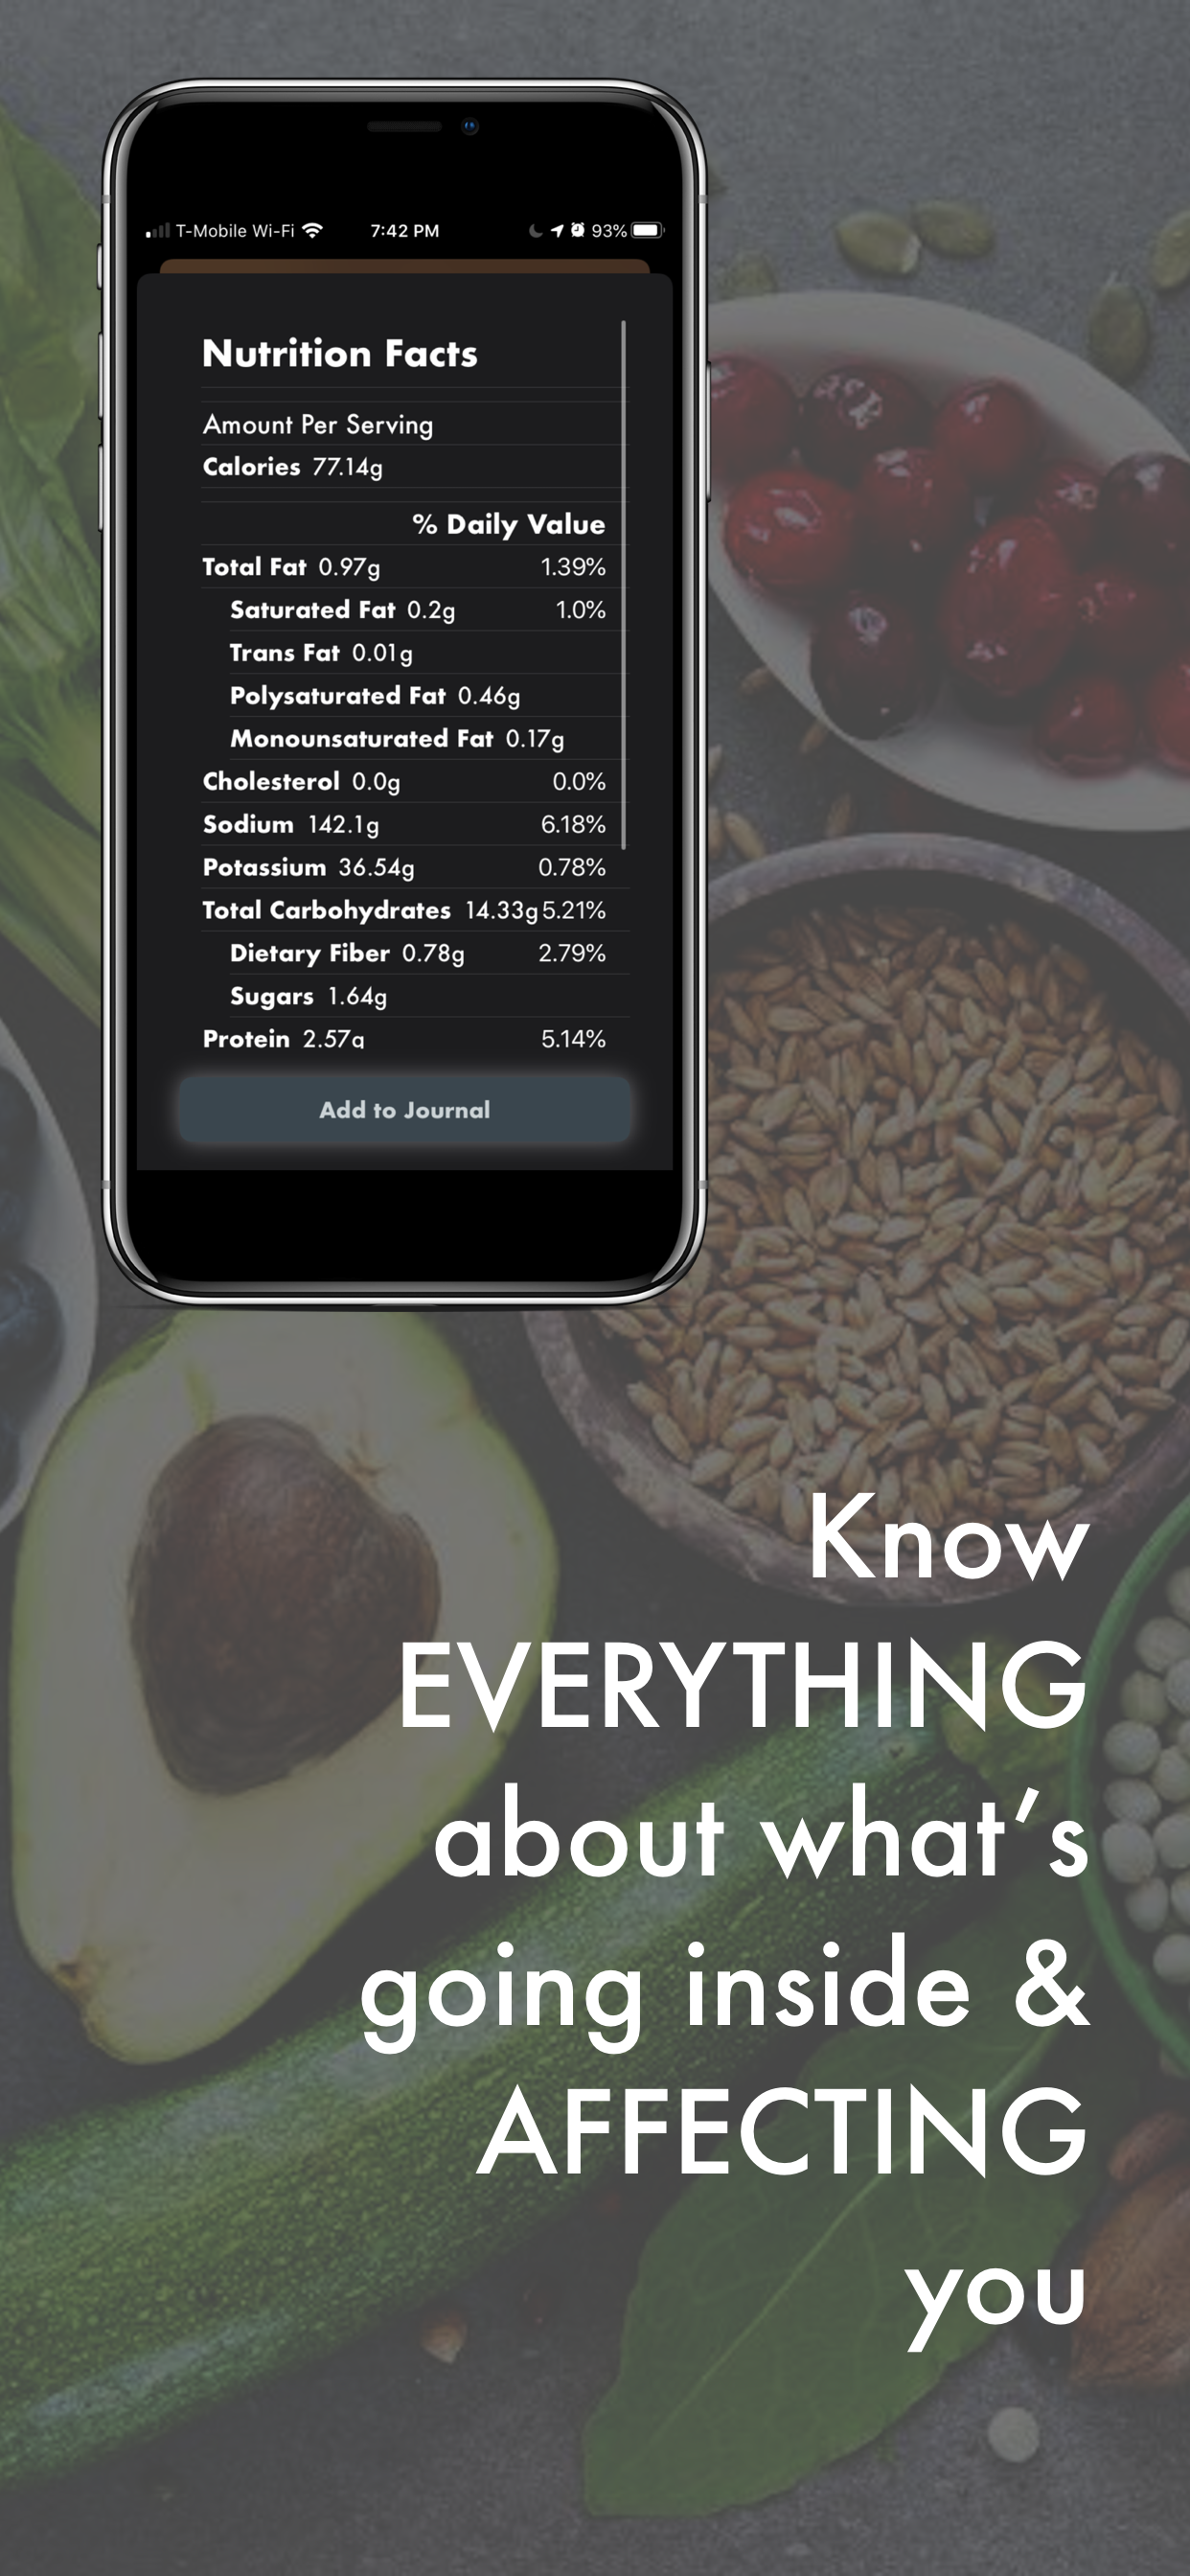 T-Mobile Wi-Fi 7:42 PM 93%
Nutrition Facts
Amount Per Serving
Calories 77.14g
% Daily Value
Total Fat 0.97g 1.39%
Saturated Fat 0.2g 1.0%
Trans Fat 0.01g
Polysaturated Fat 0.46g
Monounsaturated Fat 0.17g
Cholesterol 0.0g 0.0%
Sodium 142.1g 6.18%
Potassium 36.54g 0.78%
Total Carbohydrates 14.33g 5.21%
Dietary Fiber 0.78g 2.79%
Sugars 1.64g
Protein 2.57g 5.14%
Add to Journal
Know
EVERYTHING
about what's
going inside &
AFFECTING
you